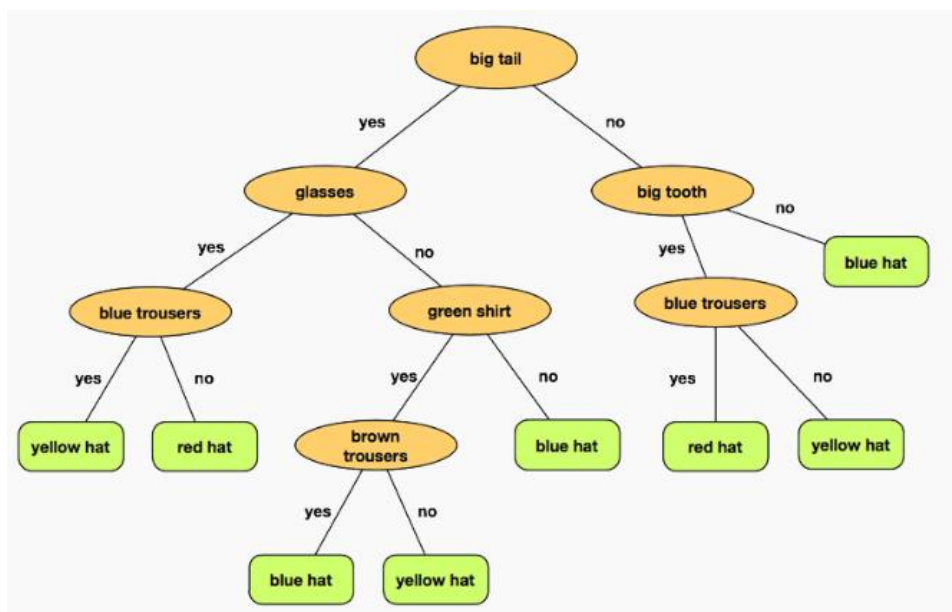 big tail
yes
no
glasses
big tooth
yes
no
yes
no
blue hat
blue trousers
green shirt
blue trousers
yes
no
yes
no
yes
no
yellow hat
red hat
brown
trousers
blue hat
red hat
yellow hat
yes
no
blue hat
yellow hat